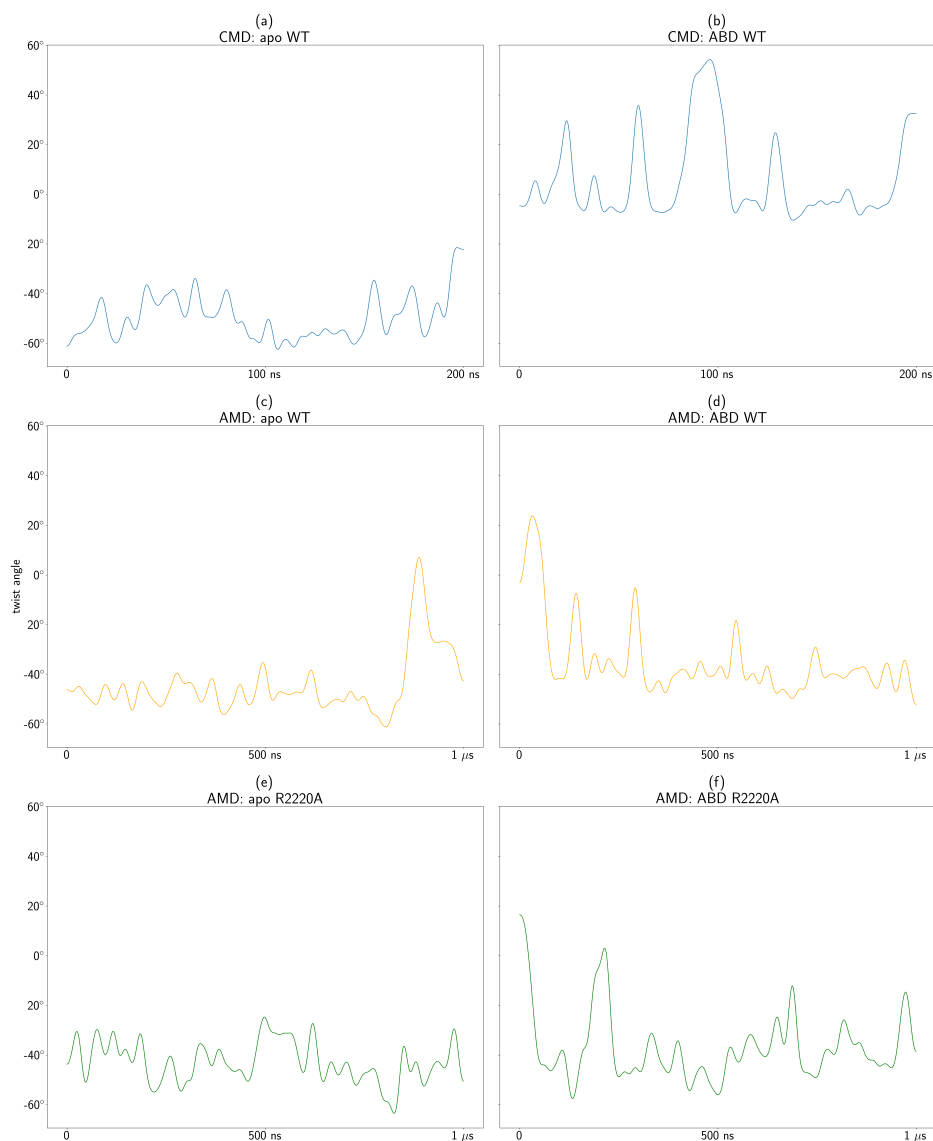 (a)
CMD: apo WT
(b)
CMD: ABD WT
60°
40°
20°
0°
20°
-40°
-60°
0
100 ns
200 ns
0
100 ns
200 ns
(c)
AMD: apo WT
(d)
AMD: ABD WT
twist angle
60°
40°
20°
0°
20°
-40°
-60°
0
500 ns
1 μs
0
500 ns
1 μs
(e)
AMD: apo R2220A
(f)
AMD: ABD R2220A
60°
40°
20°
0°
20°
-40°
-60°
0
500 ns
1 μs
0
500 ns
1 μs